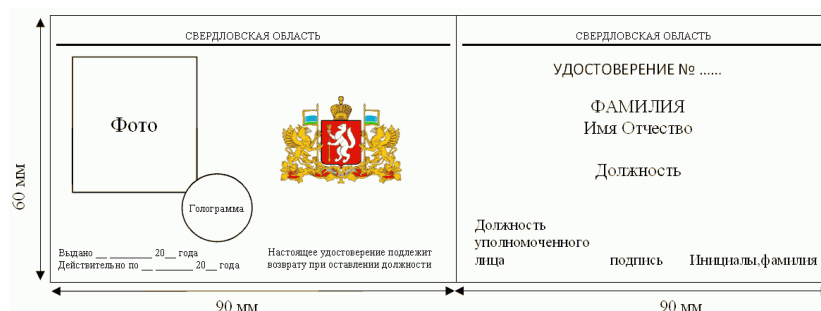 СВЕРДЛОВСКАЯ ОБЛАСТЬ
Фото
Голограмма
Выдано __ ________ 20__ года
Действительно по __ ________ 20__ года
Настоящее удостоверение подлежит
возврату при оставлении должности
СВЕРДЛОВСКАЯ ОБЛАСТЬ
УДОСТОВЕРЕНИЕ № ......
ФАМИЛИЯ
Имя Отчество
Должность
Должность
уполномоченного
лица подпись Инициалы,фамилия
60 мм
90 мм
90 мм